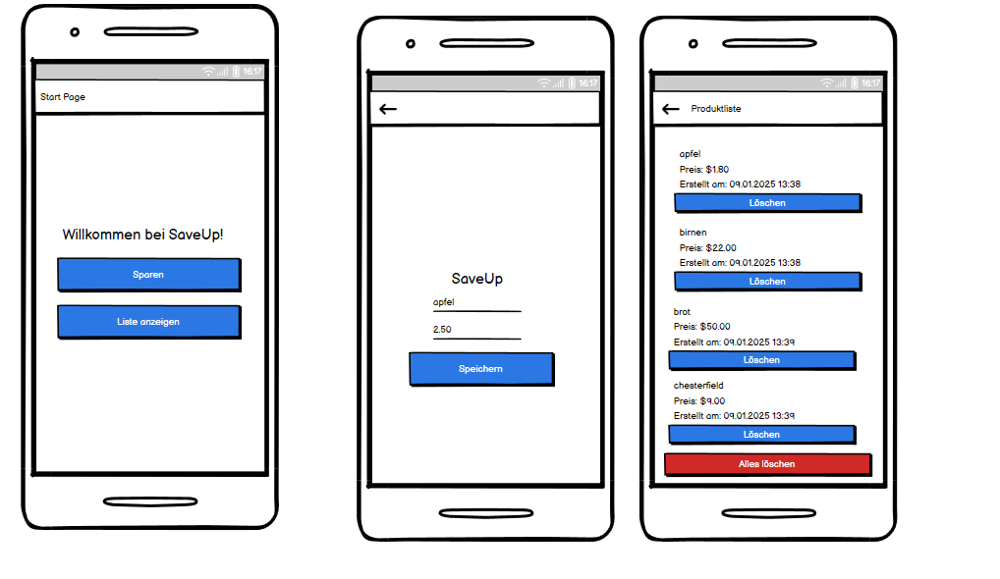 16:17
Start Page
Willkommen bei SaveUp!
Sparen
Liste anzeigen
16:17
SaveUp
apfel
2.50
Speichern
16:17
Produktliste
apfel
Preis: $1.80
Erstellt am: 09.01.2025 13:38
Löschen
birnen
Preis: $22.00
Erstellt am: 09.01.2025 13:38
Löschen
brot
Preis: $50.00
Erstellt am: 09.01.2025 13:39
Löschen
chesterfield
Preis: $9.00
Erstellt am: 09.01.2025 13:39
Löschen
Alles löschen